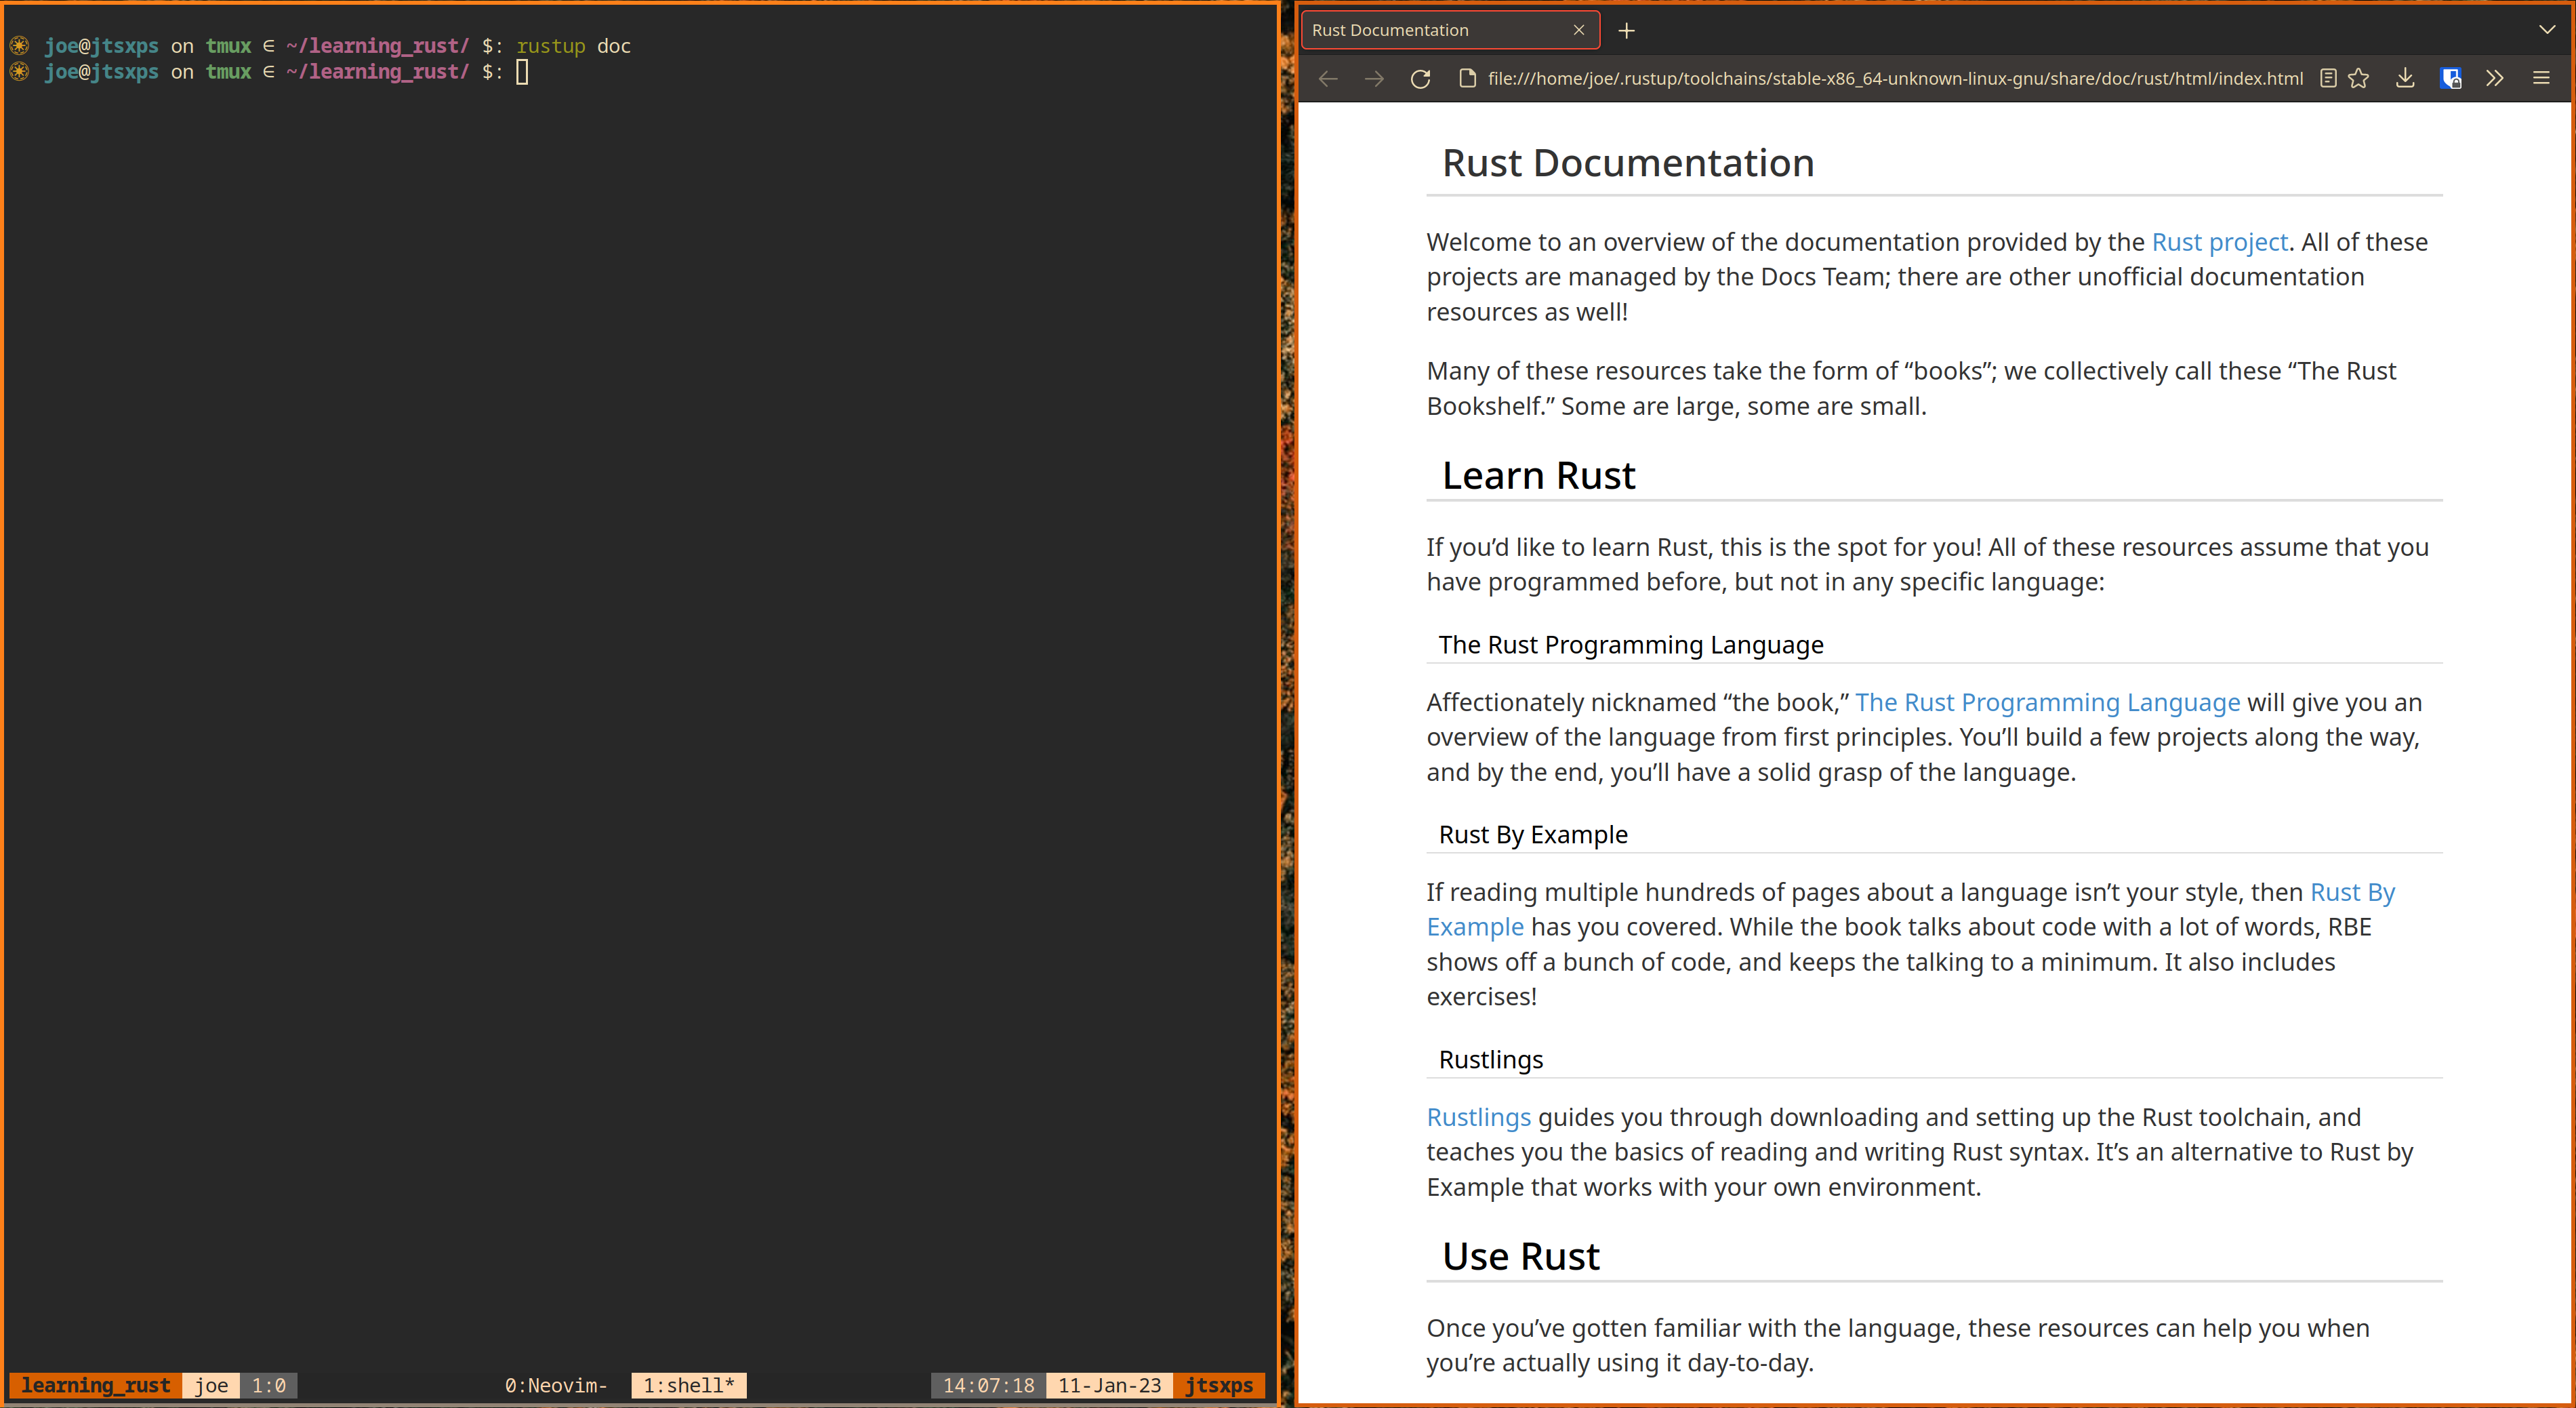 joe@jtsxps on tmux ∈ ~/learning_rust/ $: rustup doc
joe@jtsxps on tmux ∈ ~/learning_rust/ $:
learning_rust joe 1:0 0:Neovim- 1:shell* 14:07:18 11-Jan-23 jtsxps
Rust Documentation
file:///home/joe/.rustup/toolchains/stable-x86_64-unknown-linux-gnu/share/doc/rust/html/index.html
Rust Documentation
Welcome to an overview of the documentation provided by the Rust project. All of these
projects are managed by the Docs Team; there are other unofficial documentation
resources as well!
Many of these resources take the form of “books”; we collectively call these “The Rust
Bookshelf.” Some are large, some are small.
Learn Rust
If you’d like to learn Rust, this is the spot for you! All of these resources assume that you
have programmed before, but not in any specific language:
The Rust Programming Language
Affectionately nicknamed “the book,” The Rust Programming Language will give you an
overview of the language from first principles. You’ll build a few projects along the way,
and by the end, you’ll have a solid grasp of the language.
Rust By Example
If reading multiple hundreds of pages about a language isn’t your style, then Rust By
Example has you covered. While the book talks about code with a lot of words, RBE
shows off a bunch of code, and keeps the talking to a minimum. It also includes
exercises!
Rustlings
Rustlings guides you through downloading and setting up the Rust toolchain, and
teaches you the basics of reading and writing Rust syntax. It’s an alternative to Rust by
Example that works with your own environment.
Use Rust
Once you’ve gotten familiar with the language, these resources can help you when
you’re actually using it day-to-day.